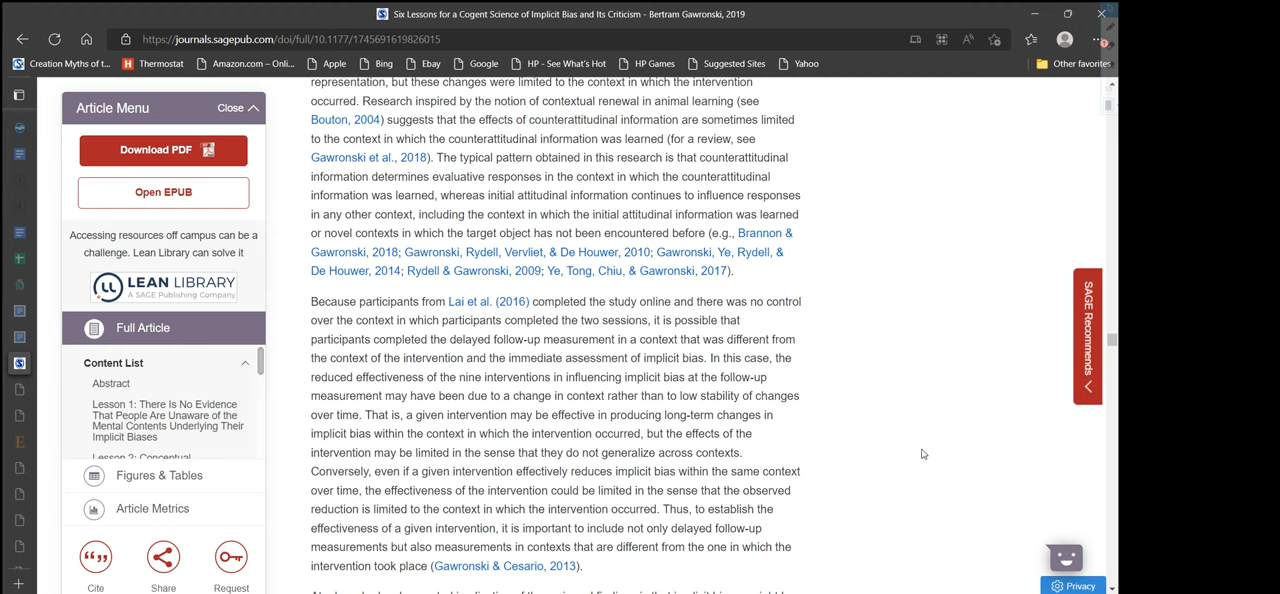 Six Lessons for a Cogent Science of Implicit Bias and Its Criticism - Bertram Gawronski, 2019
https://journals.sagepub.com/doi/full/10.1177/1745691619826015
Creation Myths of t...
Thermostat
Amazon.com – Onli...
Apple
Bing
Ebay
Google
HP - See What's Hot
HP Games
Suggested Sites
Yahoo
Other favorites
Article Menu
Close
Download PDF
Open EPUB
Accessing resources off campus can be a
challenge. Lean Library can solve it
LEAN LIBRARY
A SAGE Publishing Company
Full Article
Content List
Abstract
Lesson 1: There Is No Evidence
That People Are Unaware of the
Mental Contents Underlying Their
Implicit Biases
Lesson 2: Conceptual
Figures & Tables
Article Metrics
Cite
Share
Request
representation, but these changes were limited to the context in which the intervention
occurred. Research inspired by the notion of contextual renewal in animal learning (see
Bouton, 2004) suggests that the effects of counterattitudinal information are sometimes limited
to the context in which the counterattitudinal information was learned (for a review, see
Gawronski et al., 2018). The typical pattern obtained in this research is that counterattitudinal
information determines evaluative responses in the context in which the counterattitudinal
information was learned, whereas initial attitudinal information continues to influence responses
in any other context, including the context in which the initial attitudinal information was learned
or novel contexts in which the target object has not been encountered before (e.g., Brannon &
Gawronski, 2018; Gawronski, Rydell, Vervliet, & De Houwer, 2010; Gawronski, Ye, Rydell, &
De Houwer, 2014; Rydell & Gawronski, 2009; Ye, Tong, Chiu, & Gawronski, 2017).
Because participants from Lai et al. (2016) completed the study online and there was no control
over the context in which participants completed the two sessions, it is possible that
participants completed the delayed follow-up measurement in a context that was different from
the context of the intervention and the immediate assessment of implicit bias. In this case, the
reduced effectiveness of the nine interventions in influencing implicit bias at the follow-up
measurement may have been due to a change in context rather than to low stability of changes
over time. That is, a given intervention may be effective in producing long-term changes in
implicit bias within the context in which the intervention occurred, but the effects of the
intervention may be limited in the sense that they do not generalize across contexts.
Conversely, even if a given intervention effectively reduces implicit bias within the same context
over time, the effectiveness of the intervention could be limited in the sense that the observed
reduction is limited to the context in which the intervention occurred. Thus, to establish the
effectiveness of a given intervention, it is important to include not only delayed follow-up
measurements but also measurements in contexts that are different from the one in which the
intervention took place (Gawronski & Cesario, 2013).
SAGE Recommends
Privacy